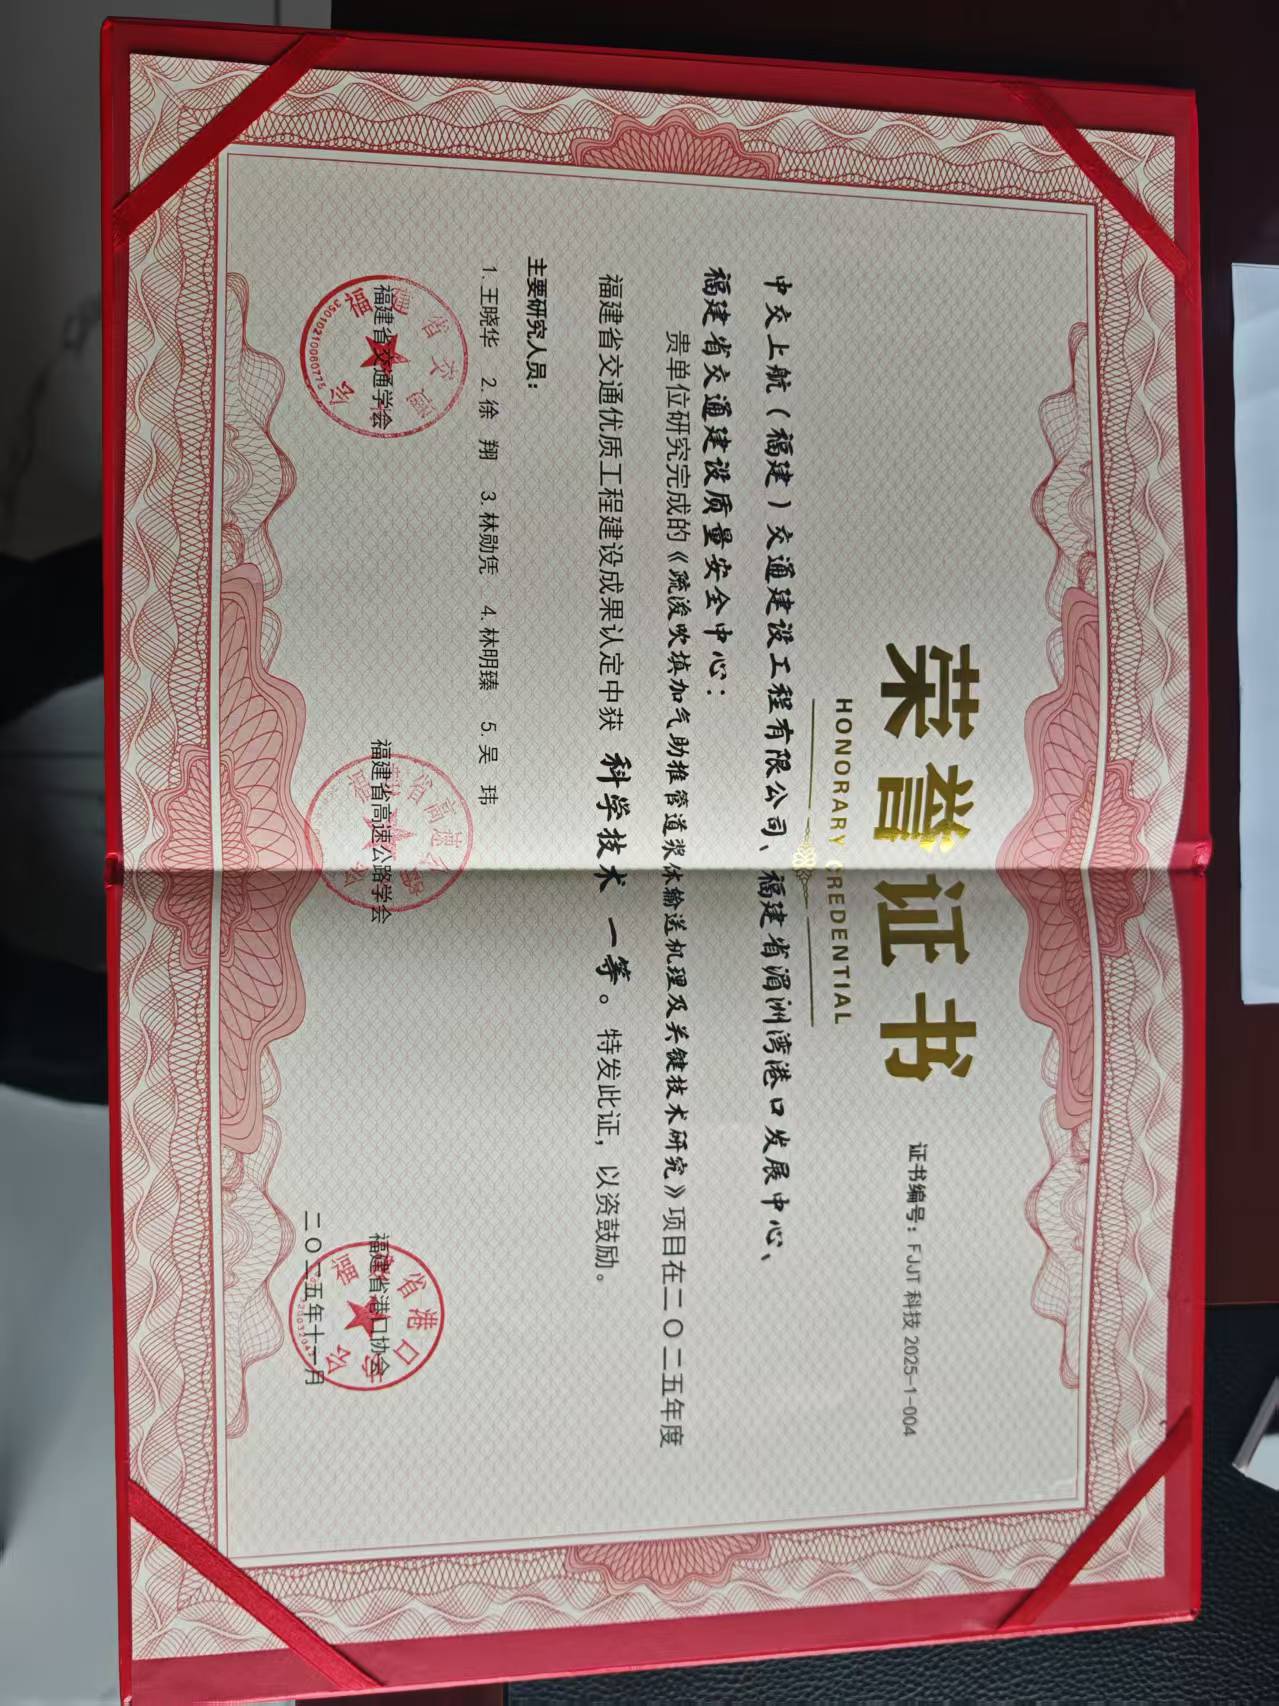 荣誉证书
HONORARY CREDENTIAL
证书编号：FJJT 科技 2025-1-004
中交上航（福建）交通建设工程有限公司、福建省湄洲湾港口发展中心、
福建省交通建设质量安全中心：
贵单位研究完成的《疏浚吹填加气助推管道浆体输送机理及关键技术研究》项目在二〇二五年度
福建省交通优质工程建设成果认定中获 科学技术 一等。特发此证，以资鼓励。
主要研究人员：
1. 王晓华 2. 徐 翔 3. 林勋凭 4. 林明臻 5. 吴 玮
福建省交通学会 福建省高速公路学会 福建省港口协会
二〇二五年十一月
35010210060775